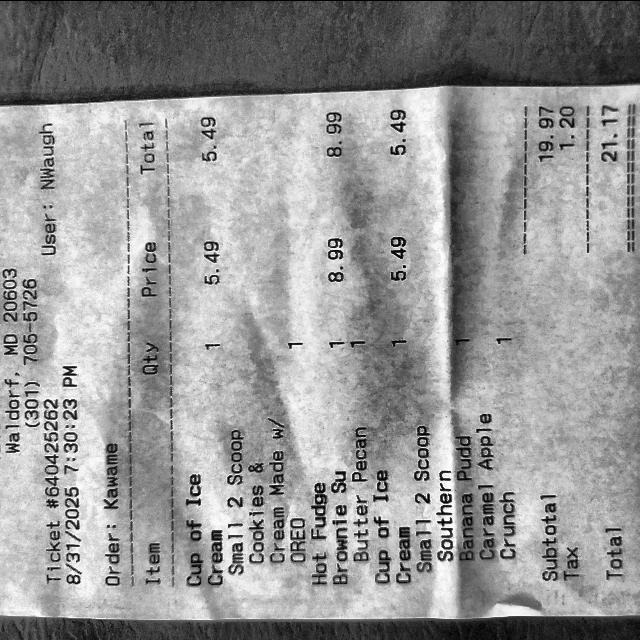 Waldorf, MD 20603
(301) 705-5726
Ticket #640425262
8/31/2025 7:30:23 PM User: NWaugh
Order: Kawame
Item Qty Price Total
Cup of Ice
Cream 1 5.49 5.49
Small 2 Scoop
Cookies &
Cream Made w/
OREO 1
Hot Fudge
Brownie Su 1 8.99 8.99
Butter Pecan 1
Cup of Ice
Cream 1 5.49 5.49
Small 2 Scoop
Southern
Banana Pudd 1
Caramel Apple
Crunch 1
Subtotal 19.97
Tax 1.20
Total 21.17